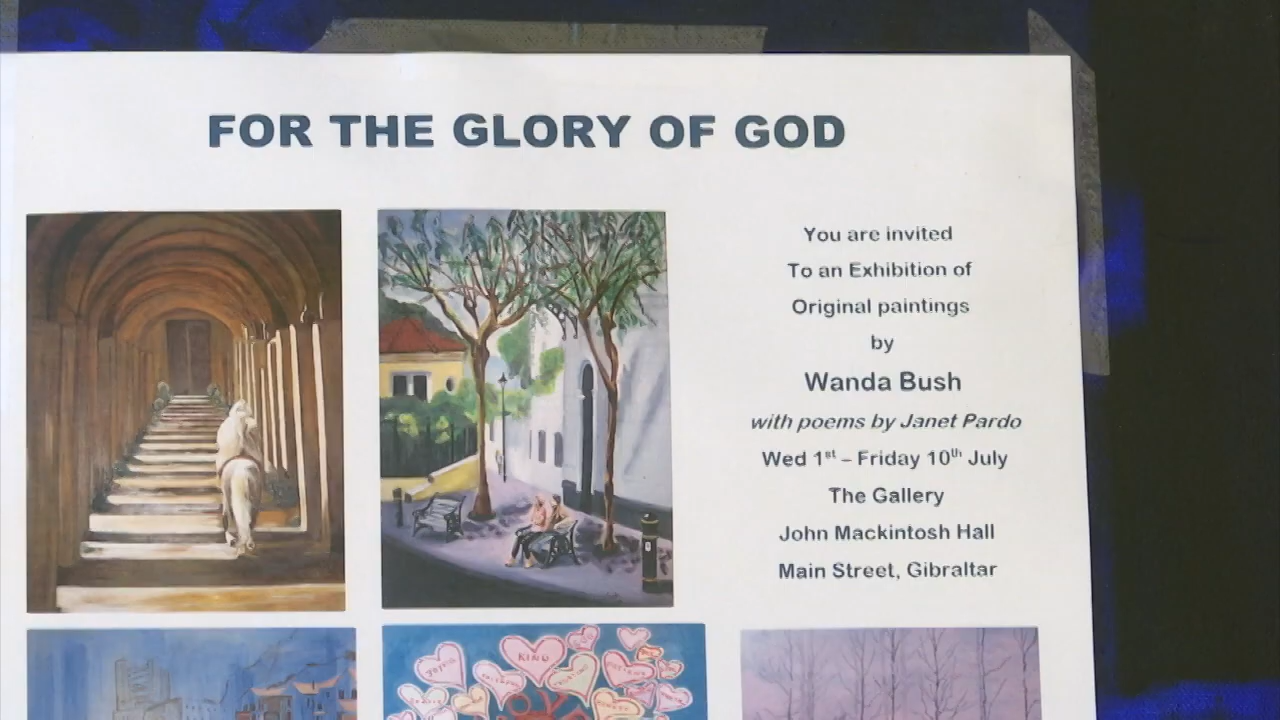 FOR THE GLORY OF GOD
You are invited
To an Exhibition of
Original paintings
by
Wanda Bush
with poems by Janet Pardo
Wed 1st – Friday 10th July
The Gallery
John Mackintosh Hall
Main Street, Gibraltar
KING